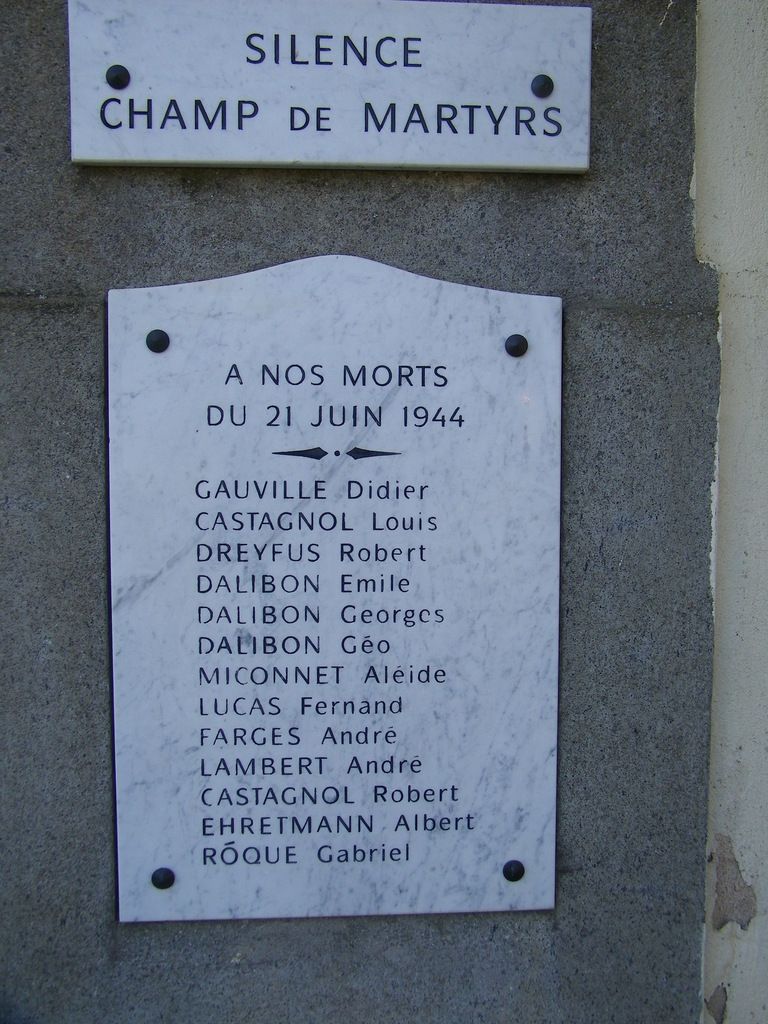 SILENCE
CHAMP DE MARTYRS
A NOS MORTS
DU 21 JUIN 1944
GAUVILLE Didier
CASTAGNOL Louis
DREYFUS Robert
DALIBON Emile
DALIBON Georges
DALIBON Géo
MICONNET Aléide
LUCAS Fernand
FARGES André
LAMBERT André
CASTAGNOL Robert
EHRETMANN Albert
RÓQUE Gabriel